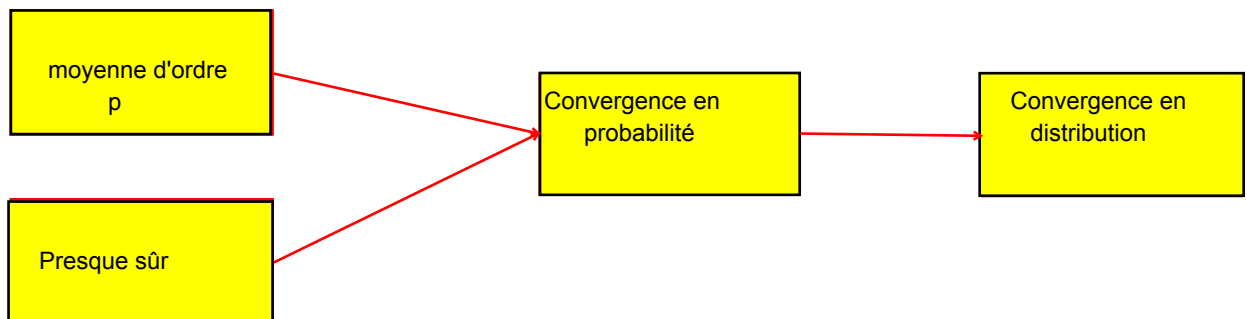 moyenne d'ordre
p
Convergence en
probabilité
Convergence en
distribution
Presque sûr